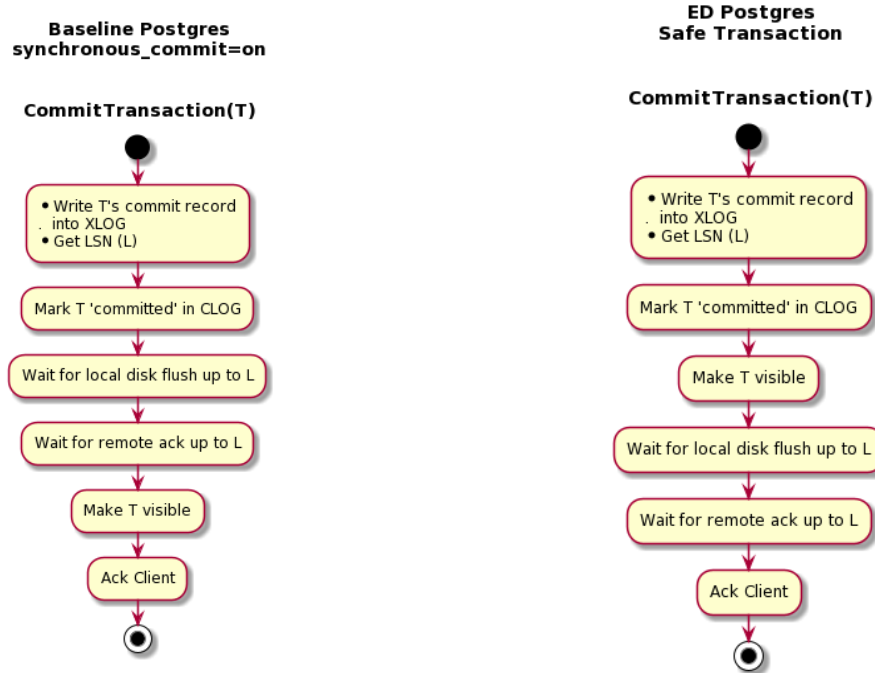 Baseline Postgres
synchronous_commit=on
CommitTransaction(T)
• Write T's commit record
. into XLOG
• Get LSN (L)
Mark T 'committed' in CLOG
Wait for local disk flush up to L
Wait for remote ack up to L
Make T visible
Ack Client
ED Postgres
Safe Transaction
CommitTransaction(T)
• Write T's commit record
. into XLOG
• Get LSN (L)
Mark T 'committed' in CLOG
Make T visible
Wait for local disk flush up to L
Wait for remote ack up to L
Ack Client